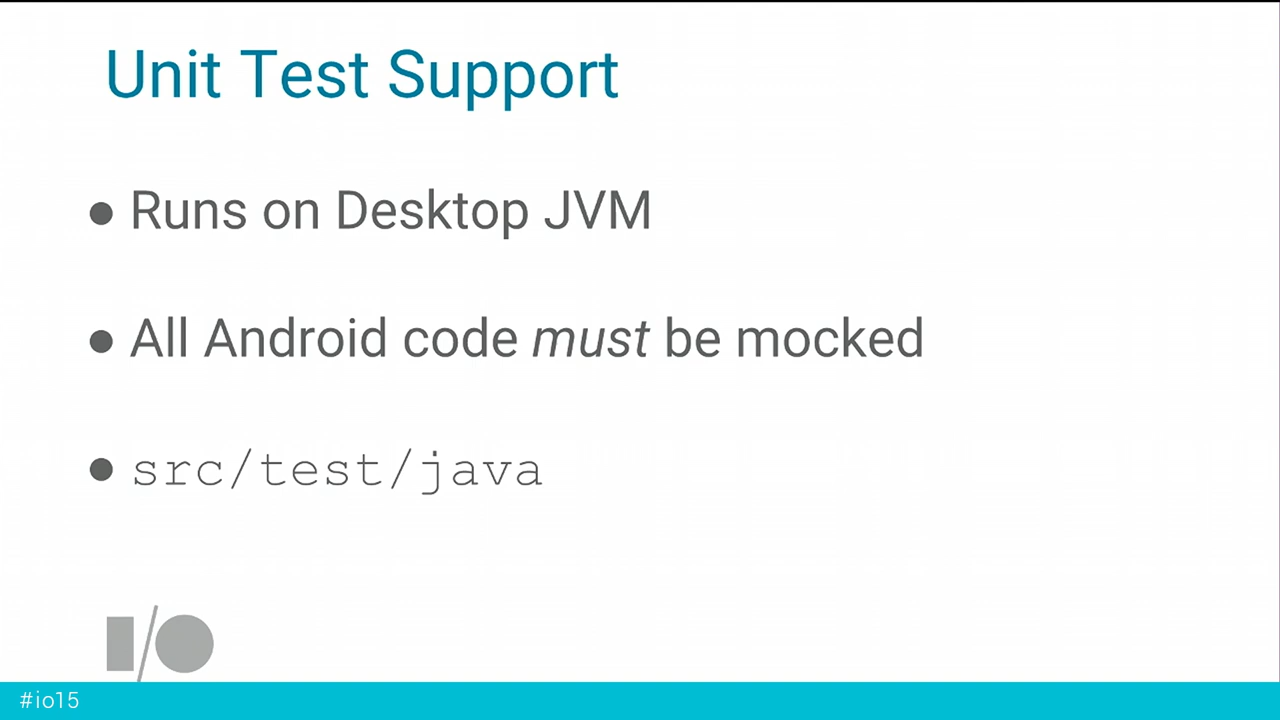 Unit Test Support
● Runs on Desktop JVM
● All Android code must be mocked
● src/test/java
I/O
#io15